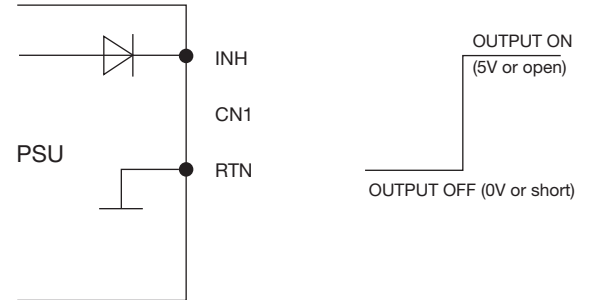 INH
CN1
PSU
RTN
OUTPUT ON
(5V or open)
OUTPUT OFF (0V or short)